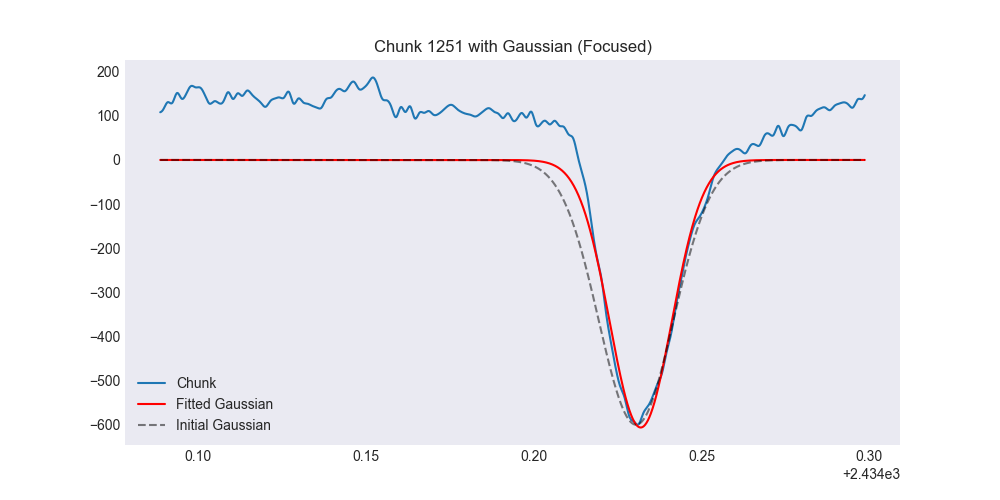 Chunk 1251 with Gaussian (Focused)
200
100
0
−100
−200
−300
−400
−500
−600
Chunk
Fitted Gaussian
Initial Gaussian
0.10 0.15 0.20 0.25 0.30
+2.434e3